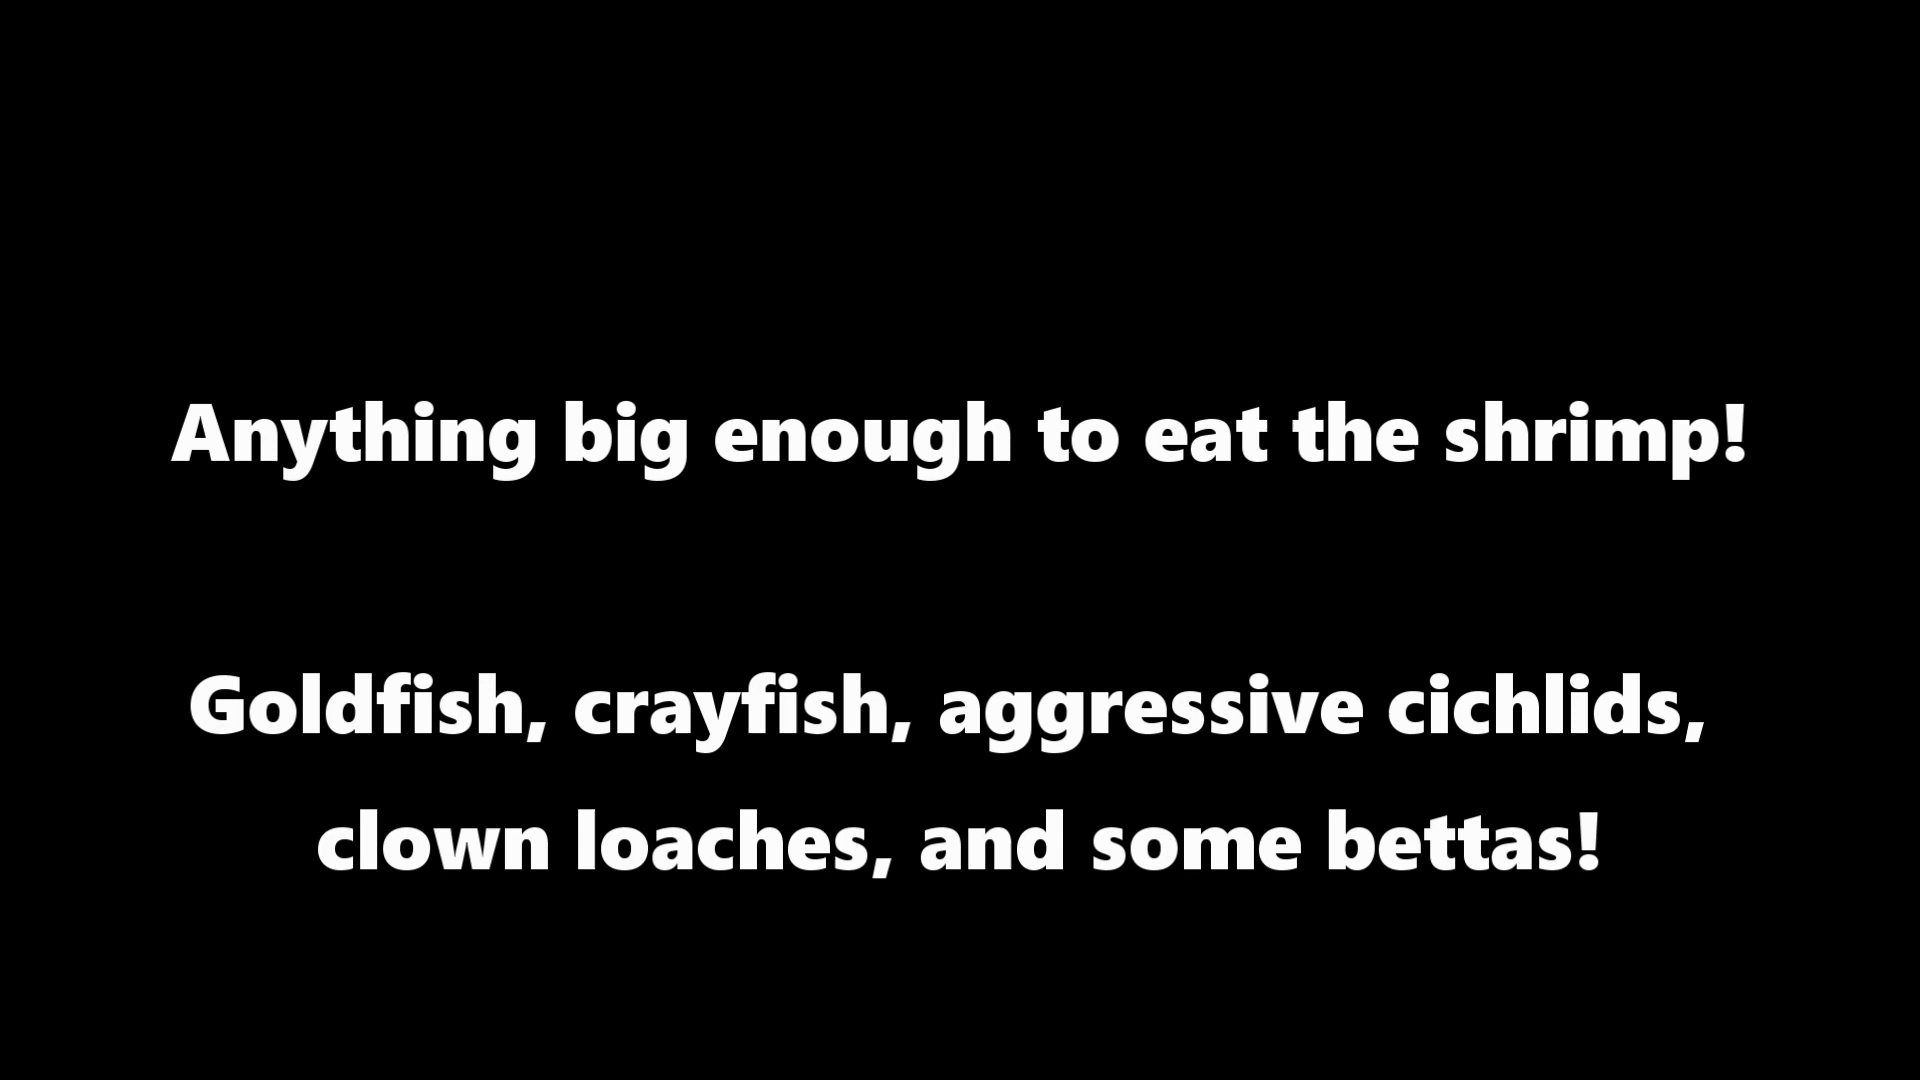 Anything big enough to eat the shrimp!
Goldfish, crayfish, aggressive cichlids,
clown loaches, and some bettas!